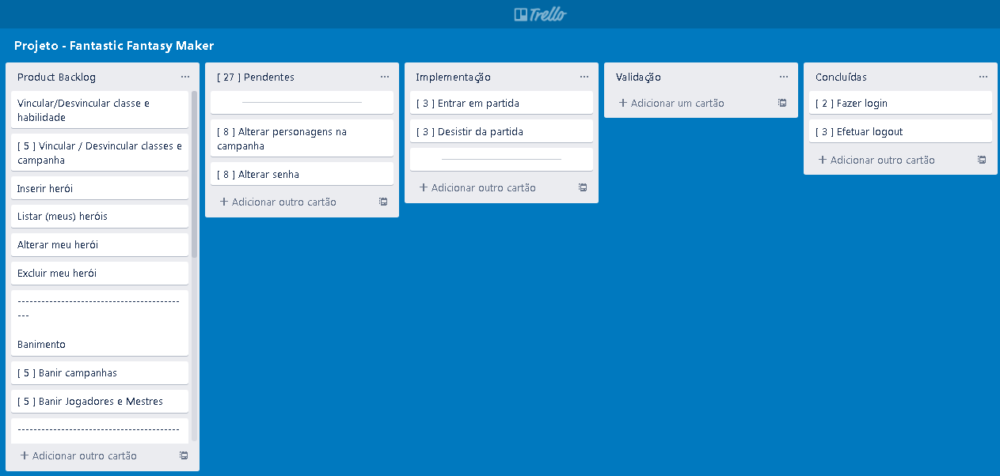 Trello
Projeto - Fantastic Fantasy Maker
Product Backlog
Vincular/Desvincular classe e
habilidade
[ 5 ] Vincular / Desvincular classes e
campanha
Inserir herói
Listar (meus) heróis
Alterar meu herói
Excluir meu herói
-----------------------------------------
---
Banimento
[ 5 ] Banir campanhas
[ 5 ] Banir Jogadores e Mestres
-----------------------------------------
+ Adicionar outro cartão
[ 27 ] Pendentes
[ 8 ] Alterar personagens na
campanha
[ 8 ] Alterar senha
+ Adicionar outro cartão
Implementação
[ 3 ] Entrar em partida
[ 3 ] Desistir da partida
+ Adicionar outro cartão
Validação
+ Adicionar um cartão
Concluídas
[ 2 ] Fazer login
[ 3 ] Efetuar logout
+ Adicionar outro cartão